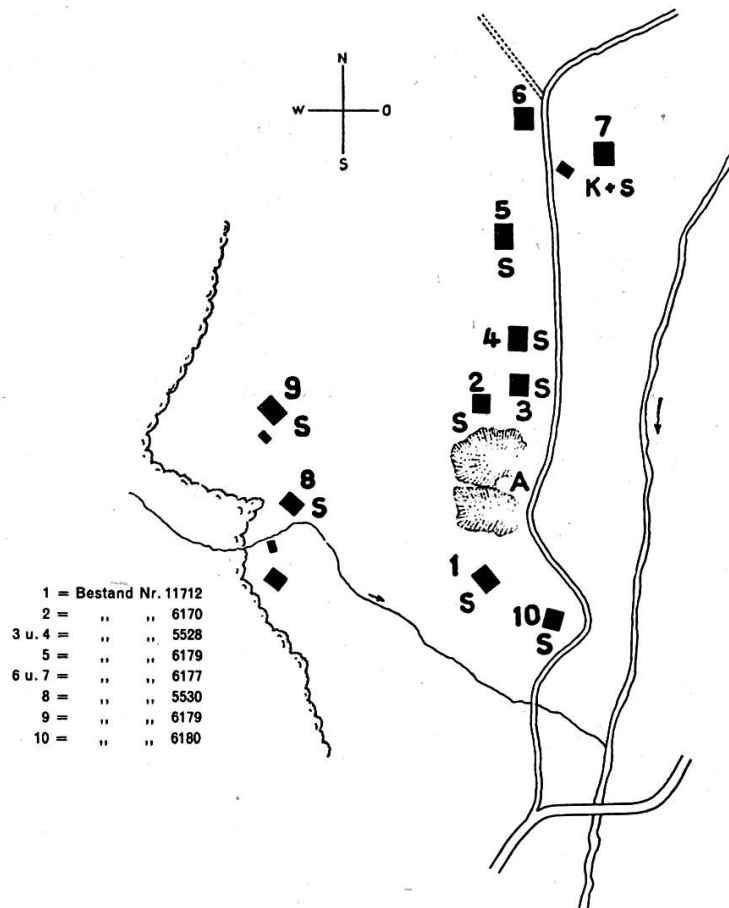 N
W O
S
6
7
K + S
5
S
4 S
S
2 3
S
9
S
A
8
S
1
S
10
S
1 = Bestand Nr. 11712
2 = ,, ,, 6170
3 u. 4 = ,, ,, 5528
5 = ,, ,, 6179
6 u. 7 = ,, ,, 6177
8 = ,, ,, 5530
9 = ,, ,, 6179
10 = ,, ,, 6180